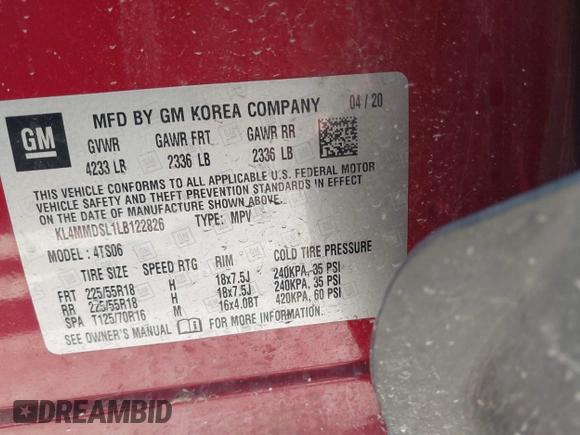 GM
MFD BY GM KOREA COMPANY 04 / 20
GVWR GAWR FRT GAWR RR
4233 LB 2336 LB 2336 LB
THIS VEHICLE CONFORMS TO ALL APPLICABLE U.S. FEDERAL MOTOR
VEHICLE SAFETY AND THEFT PREVENTION STANDARDS IN EFFECT
ON THE DATE OF MANUFACTURE SHOWN ABOVE.
KL4MMDSL1LB122826 TYPE: MPV
MODEL: 4TS06
TIRE SIZE SPEED RTG RIM COLD TIRE PRESSURE
FRT 225/55R18 H 18x7.5J 240KPA, 35 PSI
RR 225/55R18 H 18x7.5J 240KPA, 35 PSI
SPA T125/70R16 M 16x4.0BT 420KPA, 60 PSI
SEE OWNER'S MANUAL FOR MORE INFORMATION.
DREAMBID